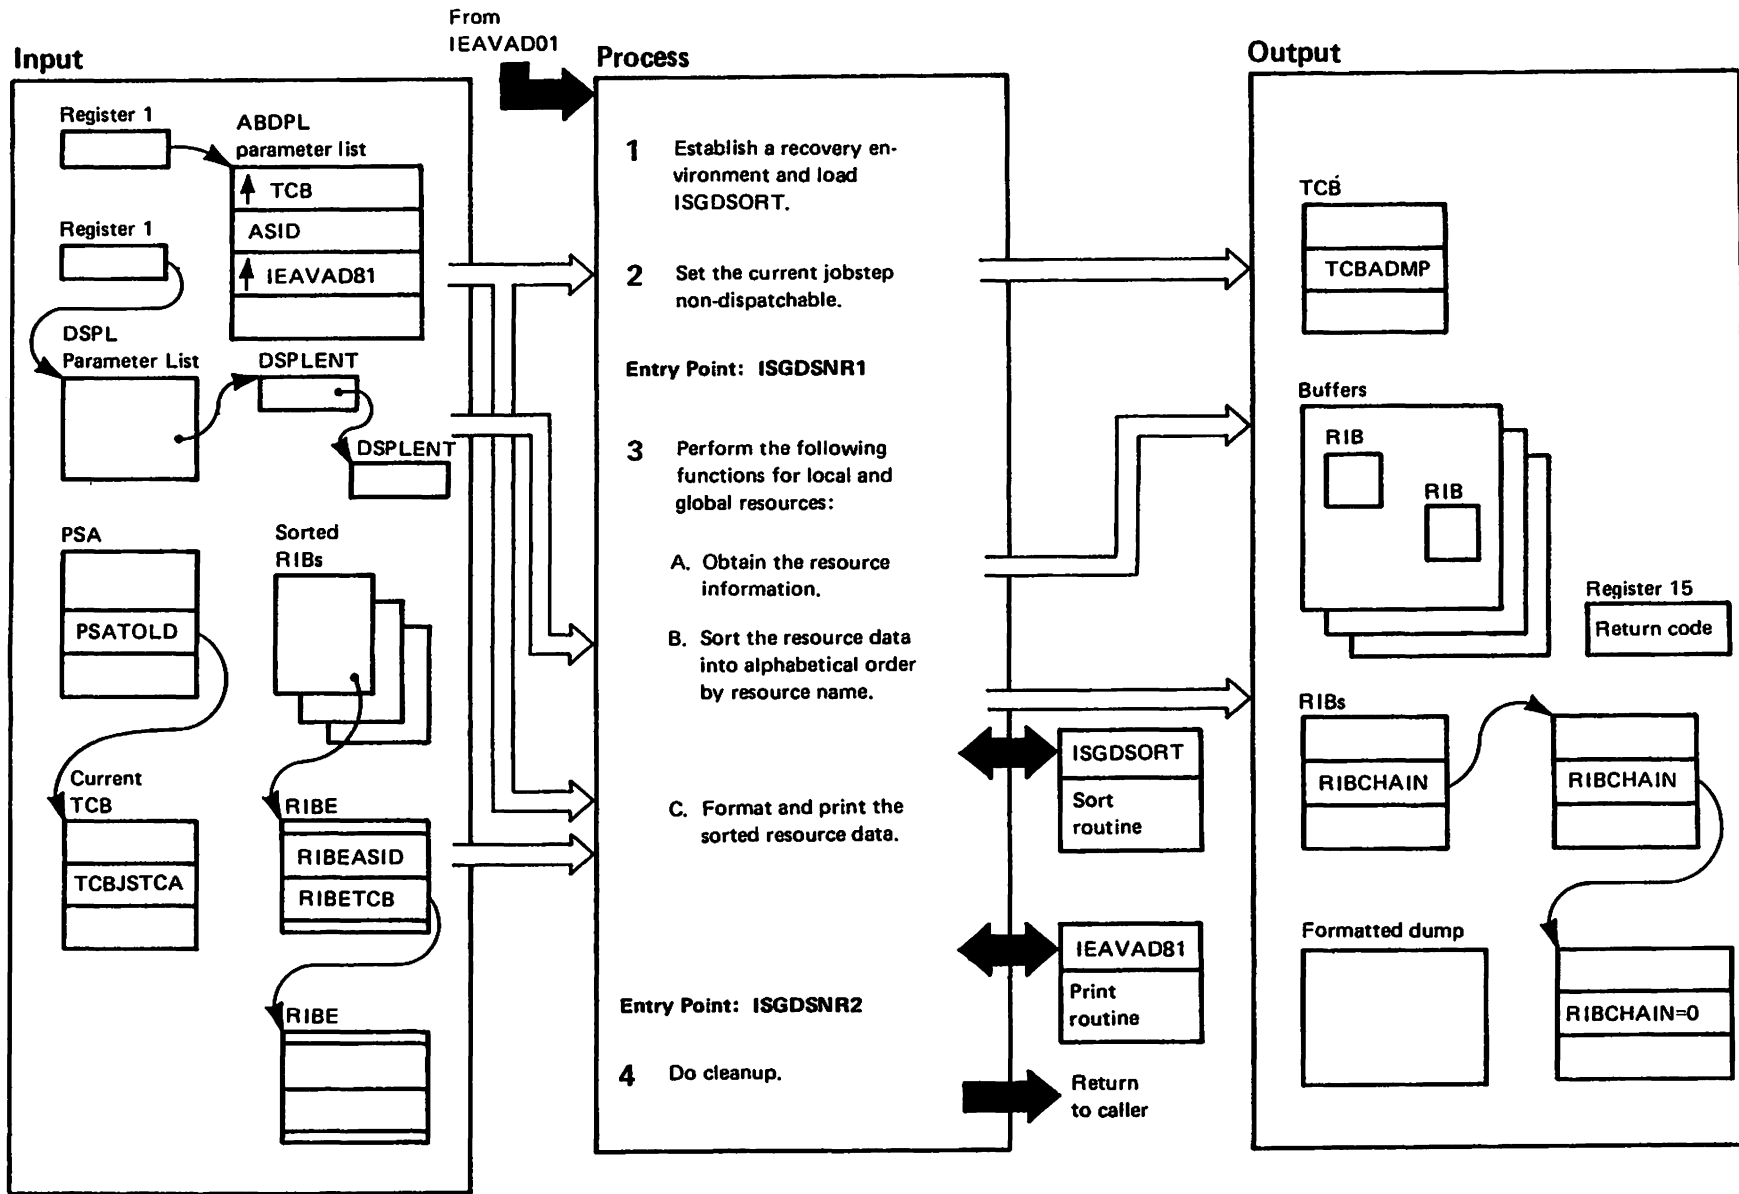 From
IEAVAD01
Input
Register 1
ABDPL
parameter list
TCB
ASID
IEAVAD81
Register 1
DSPL
Parameter List
DSPLENT
DSPLENT
PSA
PSATOLD
Sorted
RIBs
Current
TCB
TCBJSTCA
RIBE
RIBEASID
RIBETCB
RIBE
Process
1 Establish a recovery en-
vironment and load
ISGDSORT.
2 Set the current jobstep
non-dispatchable.
Entry Point: ISGDSNR1
3 Perform the following
functions for local and
global resources:
A. Obtain the resource
information.
B. Sort the resource data
into alphabetical order
by resource name.
C. Format and print the
sorted resource data.
Entry Point: ISGDSNR2
4 Do cleanup.
ISGDSORT
Sort
routine
IEAVAD81
Print
routine
Return
to caller
Output
TCB
TCBADMP
Buffers
RIB
RIB
Register 15
Return code
RIBs
RIBCHAIN
RIBCHAIN
Formatted dump
RIBCHAIN=0